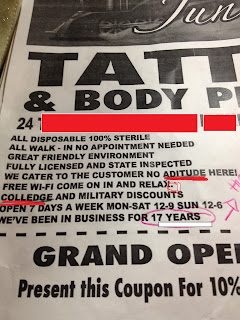 Jun
TATT
& BODY P
24
ALL DISPOSABLE 100% STERILE
ALL WALK - IN NO APPOINTMENT NEEDED
GREAT FRIENDLY ENVIRONMENT
FULLY LICENSED AND STATE INSPECTED
WE CATER TO THE CUSTOMER NO ADITUDE HERE!
FREE WI-FI COME ON IN AND RELAX.
COLLEDGE AND MILITARY DISCOUNTS
OPEN 7 DAYS A WEEK MON-SAT 12-9 SUN 12-6
WE'VE BEEN IN BUSINESS FOR 17 YEARS
GRAND OPE
Present this Coupon For 10%